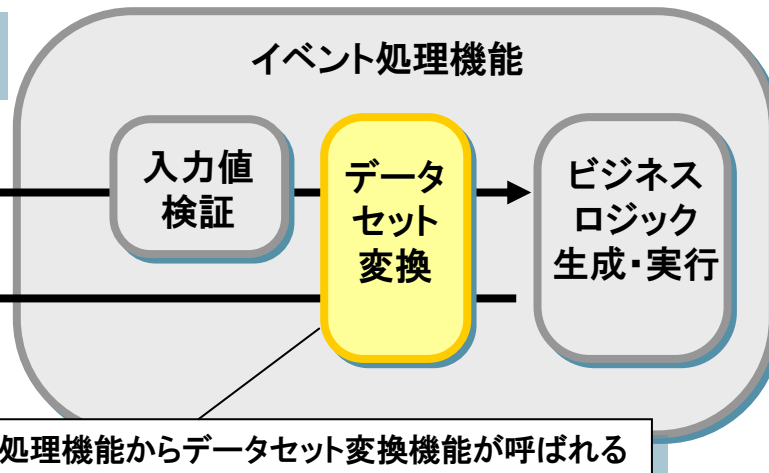 イベント処理機能
入力値
検証
データ
セット
変換
ビジネス
ロジック
生成・実行
処理機能からデータセット変換機能が呼ばれる